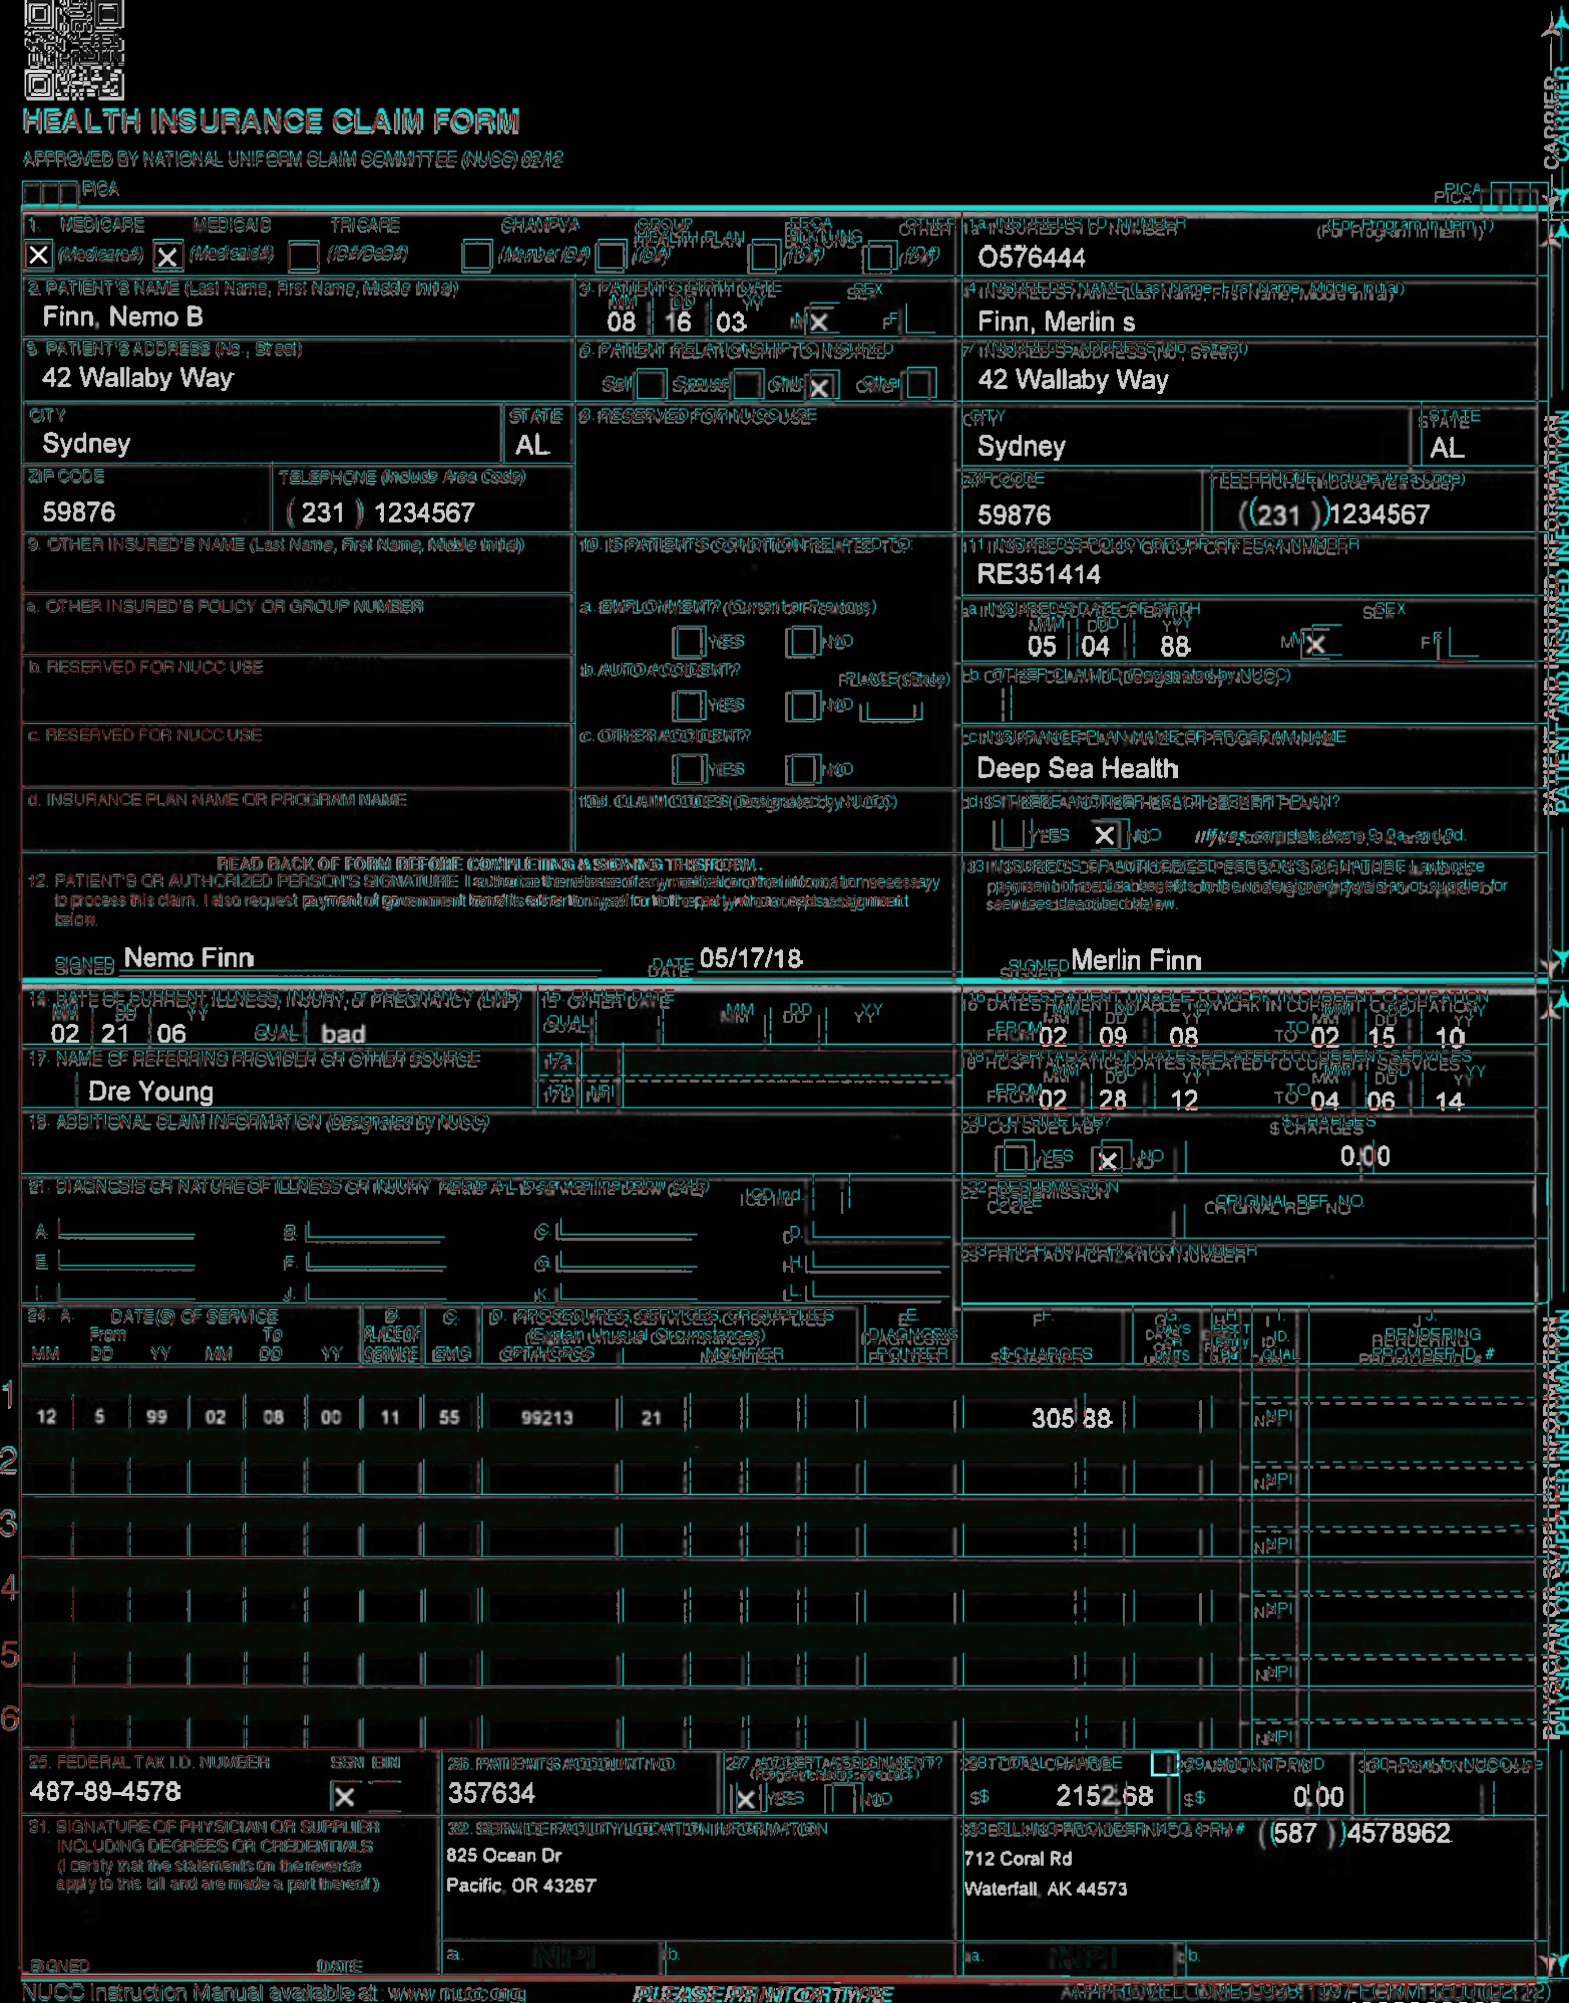 HEALTH INSURANCE CLAIM FORM
APPROVED BY NATIONAL UNIFORM CLAIM COMMITTEE (NUCC) 02/12
PICA
PICA
CARRIER
1. MEDICARE MEDICAID TRICARE CHAMPVA GROUP HEALTH PLAN FECA BLK LUNG OTHER
X (Medicare#) X (Medicaid#) (ID#/DoD#) (Member ID#) (ID#) (ID#) (ID#)
1a. INSURED'S I.D. NUMBER (For Program in Item 1)
O576444
2. PATIENT'S NAME (Last Name, First Name, Middle Initial)
Finn, Nemo B
3. PATIENT'S BIRTH DATE SEX
MM DD YY
08 16 03 M X F
4. INSURED'S NAME (Last Name, First Name, Middle Initial)
Finn, Merlin s
5. PATIENT'S ADDRESS (No., Street)
42 Wallaby Way
6. PATIENT RELATIONSHIP TO INSURED
Self Spouse Child X Other
7. INSURED'S ADDRESS (No., Street)
42 Wallaby Way
CITY STATE
Sydney AL
8. RESERVED FOR NUCC USE
CITY STATE
Sydney AL
ZIP CODE TELEPHONE (Include Area Code)
59876 (231) 1234567
ZIP CODE TELEPHONE (Include Area Code)
59876 (231) 1234567
9. OTHER INSURED'S NAME (Last Name, First Name, Middle Initial)
10. IS PATIENT'S CONDITION RELATED TO:
11. INSURED'S POLICY GROUP OR FECA NUMBER
RE351414
a. OTHER INSURED'S POLICY OR GROUP NUMBER
a. EMPLOYMENT? (Current or Previous)
YES NO
a. INSURED'S DATE OF BIRTH SEX
MM DD YY
05 04 88 M X F
b. RESERVED FOR NUCC USE
b. AUTO ACCIDENT? PLACE (State)
YES NO
b. OTHER CLAIM ID (Designated by NUCC)
c. RESERVED FOR NUCC USE
c. OTHER ACCIDENT?
YES NO
c. INSURANCE PLAN NAME OR PROGRAM NAME
Deep Sea Health
d. INSURANCE PLAN NAME OR PROGRAM NAME
10d. CLAIM CODES (Designated by NUCC)
d. IS THERE ANOTHER HEALTH BENEFIT PLAN?
YES X NO If yes, complete items 9, 9a, and 9d.
READ BACK OF FORM BEFORE COMPLETING & SIGNING THIS FORM.
12. PATIENT'S OR AUTHORIZED PERSON'S SIGNATURE I authorize the release of any medical or other information necessary
to process this claim. I also request payment of government benefits either to myself or to the party who accepts assignment
below.
SIGNED Nemo Finn DATE 05/17/18
13. INSURED'S OR AUTHORIZED PERSON'S SIGNATURE I authorize
payment of medical benefits to the undersigned physician or supplier for
services described below.
SIGNED Merlin Finn
PATIENT AND INSURED INFORMATION
14. DATE OF CURRENT ILLNESS, INJURY, or PREGNANCY (LMP)
MM DD YY
02 21 06 QUAL. bad
15. OTHER DATE
QUAL. MM DD YY
16. DATES PATIENT UNABLE TO WORK IN CURRENT OCCUPATION
MM DD YY MM DD YY
FROM 02 09 08 TO 02 15 10
17. NAME OF REFERRING PROVIDER OR OTHER SOURCE
Dre Young
17a.
17b. NPI
18. HOSPITALIZATION DATES RELATED TO CURRENT SERVICES
MM DD YY MM DD YY
FROM 02 28 12 TO 04 06 14
19. ADDITIONAL CLAIM INFORMATION (Designated by NUCC)
20. OUTSIDE LAB? $ CHARGES
YES X NO 0.00
21. DIAGNOSIS OR NATURE OF ILLNESS OR INJURY Relate A-L to service line below (24E) ICD Ind.
A. B. C. D.
E. F. G. H.
I. J. K. L.
22. RESUBMISSION CODE ORIGINAL REF. NO.
23. PRIOR AUTHORIZATION NUMBER
24. A. DATE(S) OF SERVICE B. C. D. PROCEDURES, SERVICES, OR SUPPLIES E. F. G. H. I. J.
From To PLACE OF (Explain Unusual Circumstances) DIAGNOSIS DAYS OR ID. RENDERING
MM DD YY MM DD YY SERVICE EMG CPT/HCPCS MODIFIER POINTER $ CHARGES UNITS QUAL. PROVIDER ID. #
1
12 5 99 02 08 00 11 55 99213 21 305 88 NPI
2
NPI
3
NPI
4
NPI
5
NPI
6
NPI
PHYSICIAN OR SUPPLIER INFORMATION
25. FEDERAL TAX I.D. NUMBER SSN EIN
487-89-4578 X
26. PATIENT'S ACCOUNT NO.
357634
27. ACCEPT ASSIGNMENT?
(For govt. claims, see back)
X YES NO
28. TOTAL CHARGE
$ 2152.68
29. AMOUNT PAID
$ 0.00
30. Rsvd for NUCC Use
31. SIGNATURE OF PHYSICIAN OR SUPPLIER
INCLUDING DEGREES OR CREDENTIALS
(I certify that the statements on the reverse
apply to this bill and are made a part thereof.)
SIGNED DATE
32. SERVICE FACILITY LOCATION INFORMATION
825 Ocean Dr
Pacific, OR 43267
a. NPI b.
33. BILLING PROVIDER INFO & PH # (587) 4578962
712 Coral Rd
Waterfall, AK 44573
a. NPI b.
NUCC Instruction Manual available at: www.nucc.org
PLEASE PRINT OR TYPE